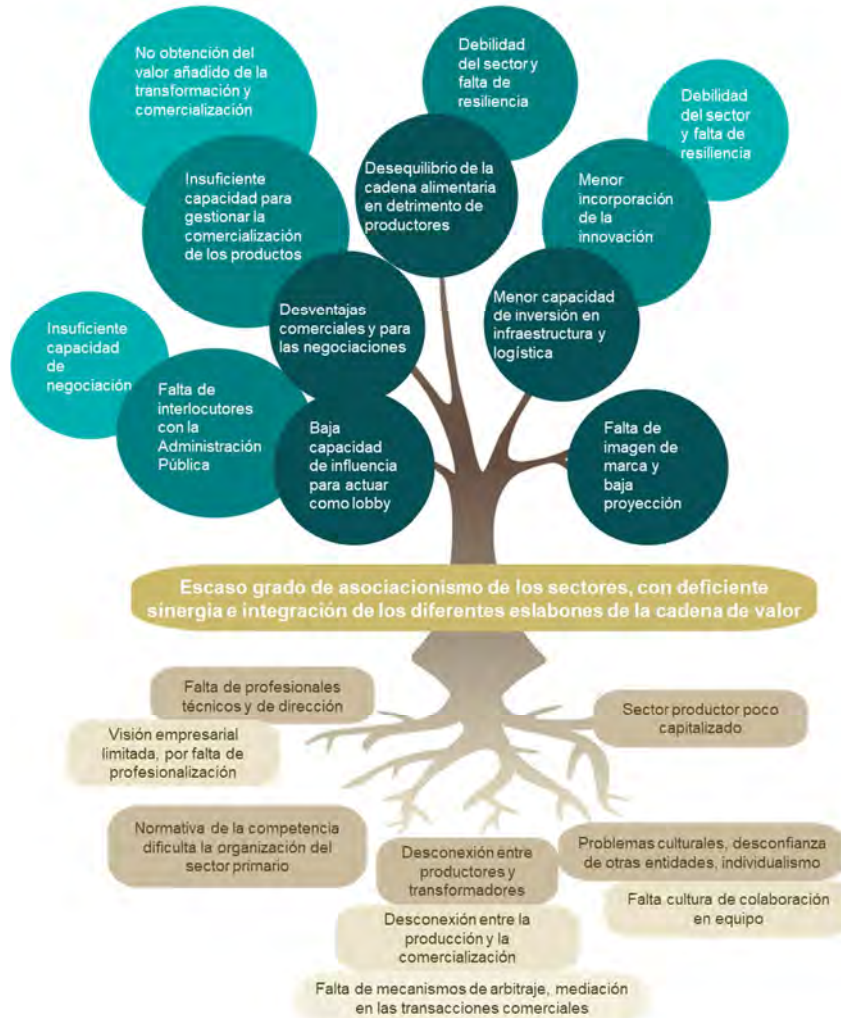 No obtención del
valor añadido de la
transformación y
comercialización
Debilidad
del sector y
falta de
resiliencia
Debilidad
del sector
y falta de
resiliencia
Insuficiente
capacidad para
gestionar la
comercialización
de los productos
Desequilibrio de la
cadena alimentaria
en detrimento de
productores
Menor
incorporación
de la
innovación
Insuficiente
capacidad
de
negociación
Desventajas
comerciales y para
las negociaciones
Menor capacidad
de inversión en
infraestructura y
logística
Falta de
interlocutores
con la
Administración
Pública
Baja
capacidad
de influencia
para actuar
como lobby
Falta de
imagen de
marca y
baja
proyección
Escaso grado de asociacionismo de los sectores, con deficiente
sinergia e integración de los diferentes eslabones de la cadena de valor
Falta de profesionales
técnicos y de dirección
Visión empresarial
limitada, por falta de
profesionalización
Sector productor poco
capitalizado
Normativa de la competencia
dificulta la organización del
sector primario
Desconexión entre
productores y
transformadores
Desconexión entre la
producción y la
comercialización
Falta de mecanismos de arbitraje, mediación
en las transacciones comerciales
Problemas culturales, desconfianza
de otras entidades, individualismo
Falta cultura de colaboración
en equipo